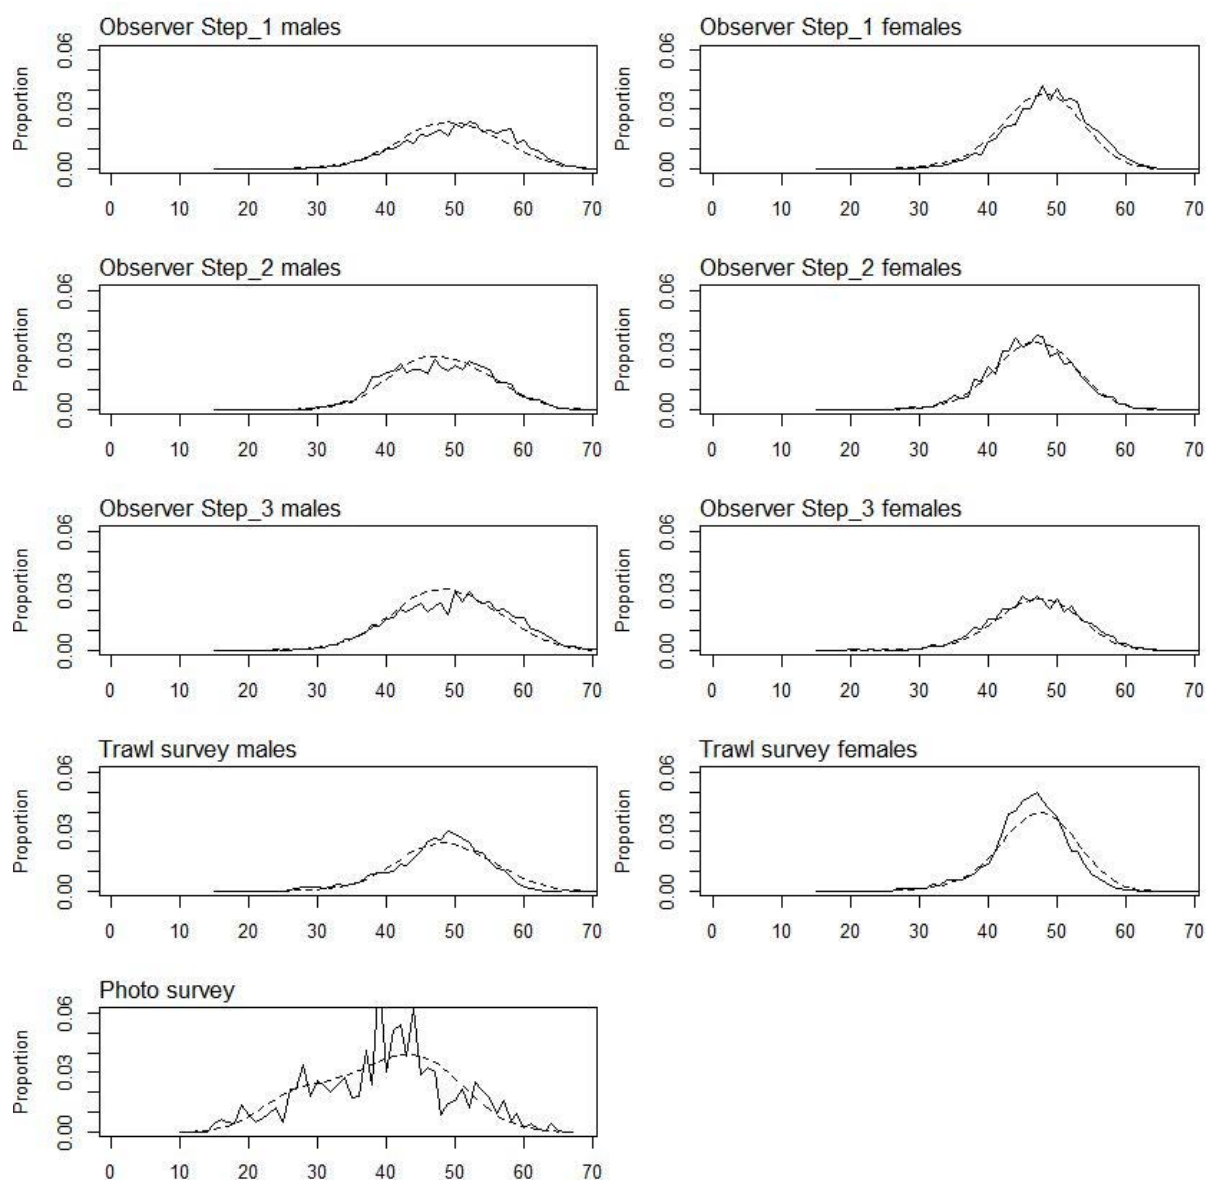 Observer Step_1 males
Proportion
0.00 0.03 0.06
0 10 20 30 40 50 60 70
Observer Step_1 females
Proportion
0.00 0.03 0.06
0 10 20 30 40 50 60 70
Observer Step_2 males
Proportion
0.00 0.03 0.06
0 10 20 30 40 50 60 70
Observer Step_2 females
Proportion
0.00 0.03 0.06
0 10 20 30 40 50 60 70
Observer Step_3 males
Proportion
0.00 0.03 0.06
0 10 20 30 40 50 60 70
Observer Step_3 females
Proportion
0.00 0.03 0.06
0 10 20 30 40 50 60 70
Trawl survey males
Proportion
0.00 0.03 0.06
0 10 20 30 40 50 60 70
Trawl survey females
Proportion
0.00 0.03 0.06
0 10 20 30 40 50 60 70
Photo survey
Proportion
0.00 0.03 0.06
0 10 20 30 40 50 60 70